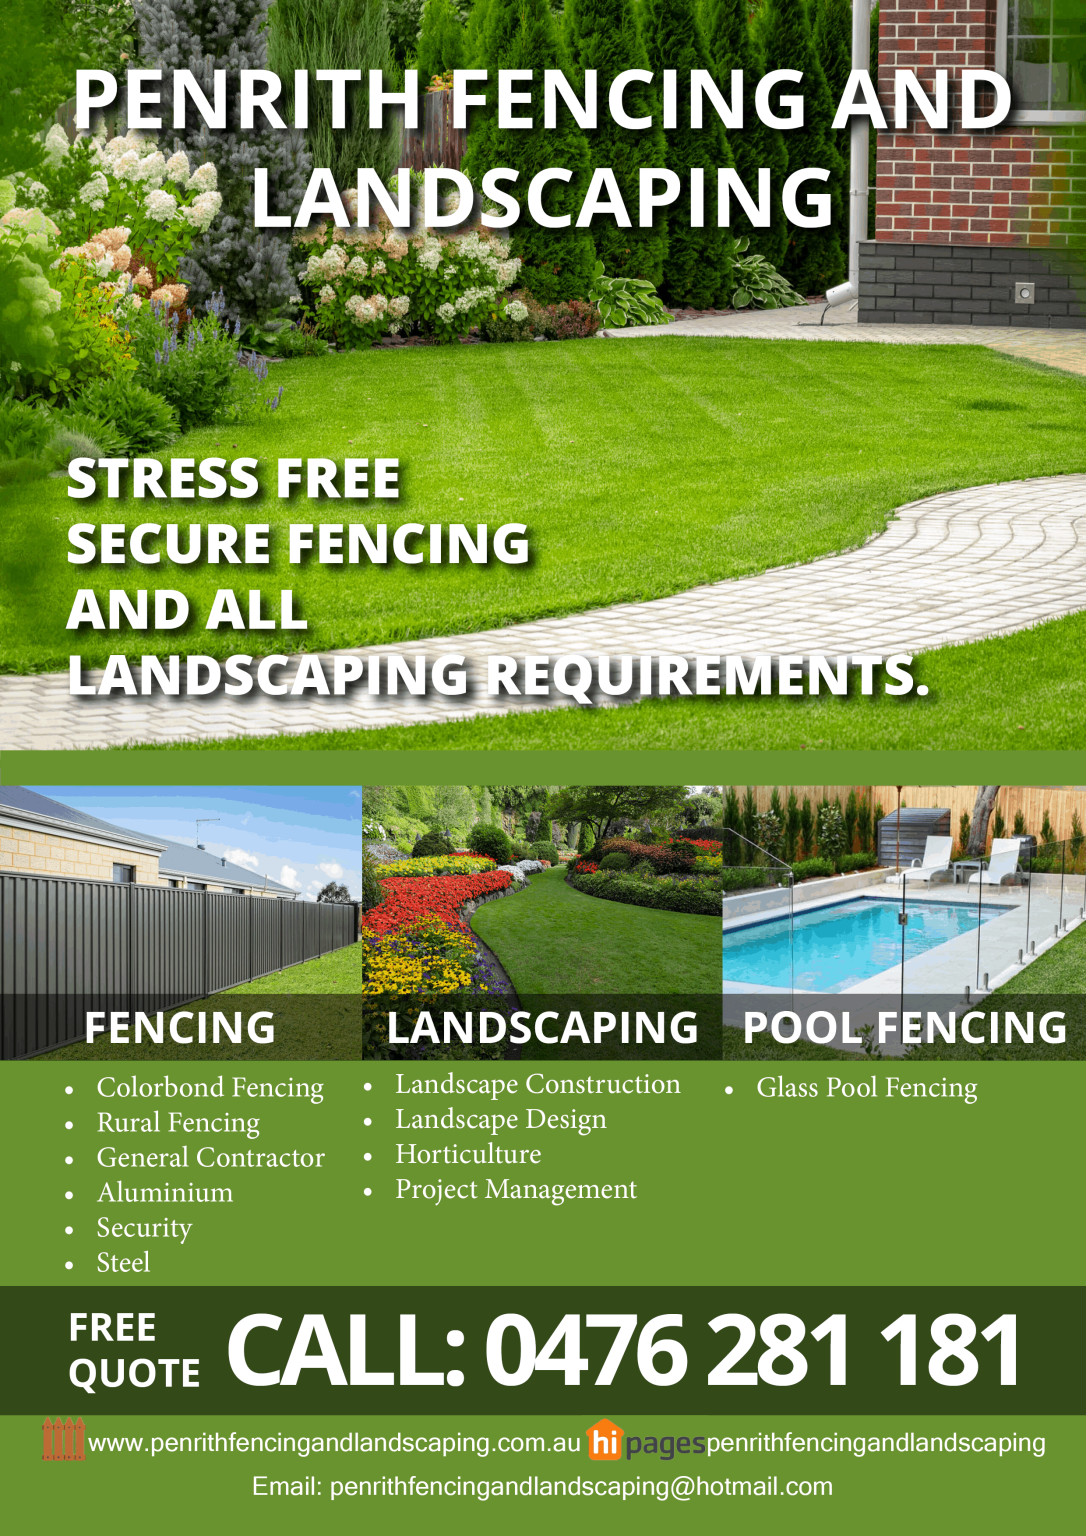 PENRITH FENCING AND
LANDSCAPING
STRESS FREE
SECURE FENCING
AND ALL
LANDSCAPING REQUIREMENTS.
FENCING
• Colorbond Fencing
• Rural Fencing
• General Contractor
• Aluminium
• Security
• Steel
LANDSCAPING
• Landscape Construction
• Landscape Design
• Horticulture
• Project Management
POOL FENCING
• Glass Pool Fencing
FREE
QUOTE
CALL: 0476 281 181
www.penrithfencingandlandscaping.com.au hipages penrithfencingandlandscaping
Email: penrithfencingandlandscaping@hotmail.com